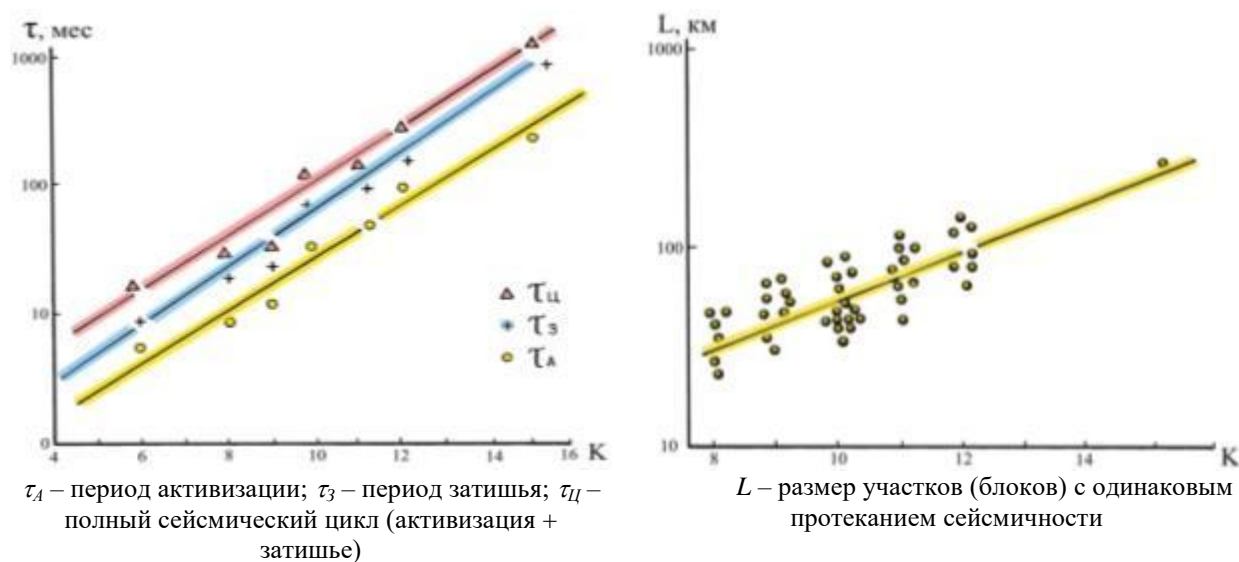 τ, мес
1000
100
10
0
4
6
8
10
12
14
16
K
τц
τз
τА
L, км
1000
100
10
8
10
12
14
K
τА – период активизации; τЗ – период затишья; τЦ –
полный сейсмический цикл (активизация +
затишье)
L – размер участков (блоков) с одинаковым
протеканием сейсмичности